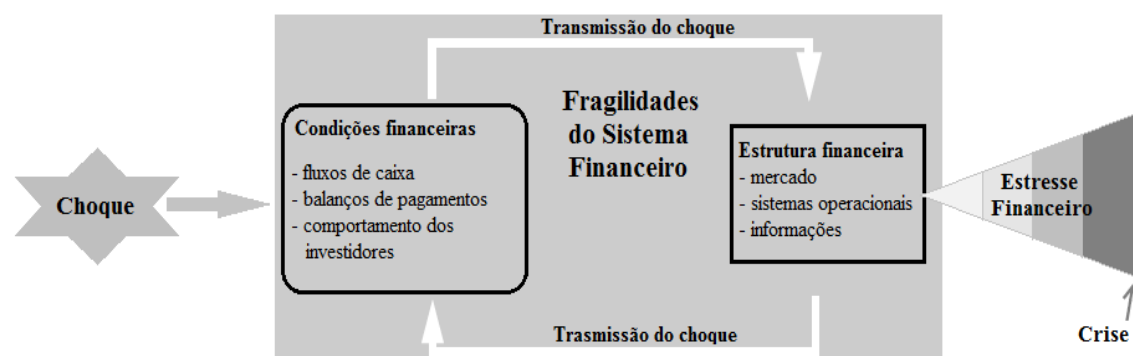 Transmissão do choque
Fragilidades
do Sistema
Financeiro
Condições financeiras
- fluxos de caixa
- balanços de pagamentos
- comportamento dos
investidores
Estrutura financeira
- mercado
- sistemas operacionais
- informações
Choque
Estresse
Financeiro
Trasmissão do choque
Crise